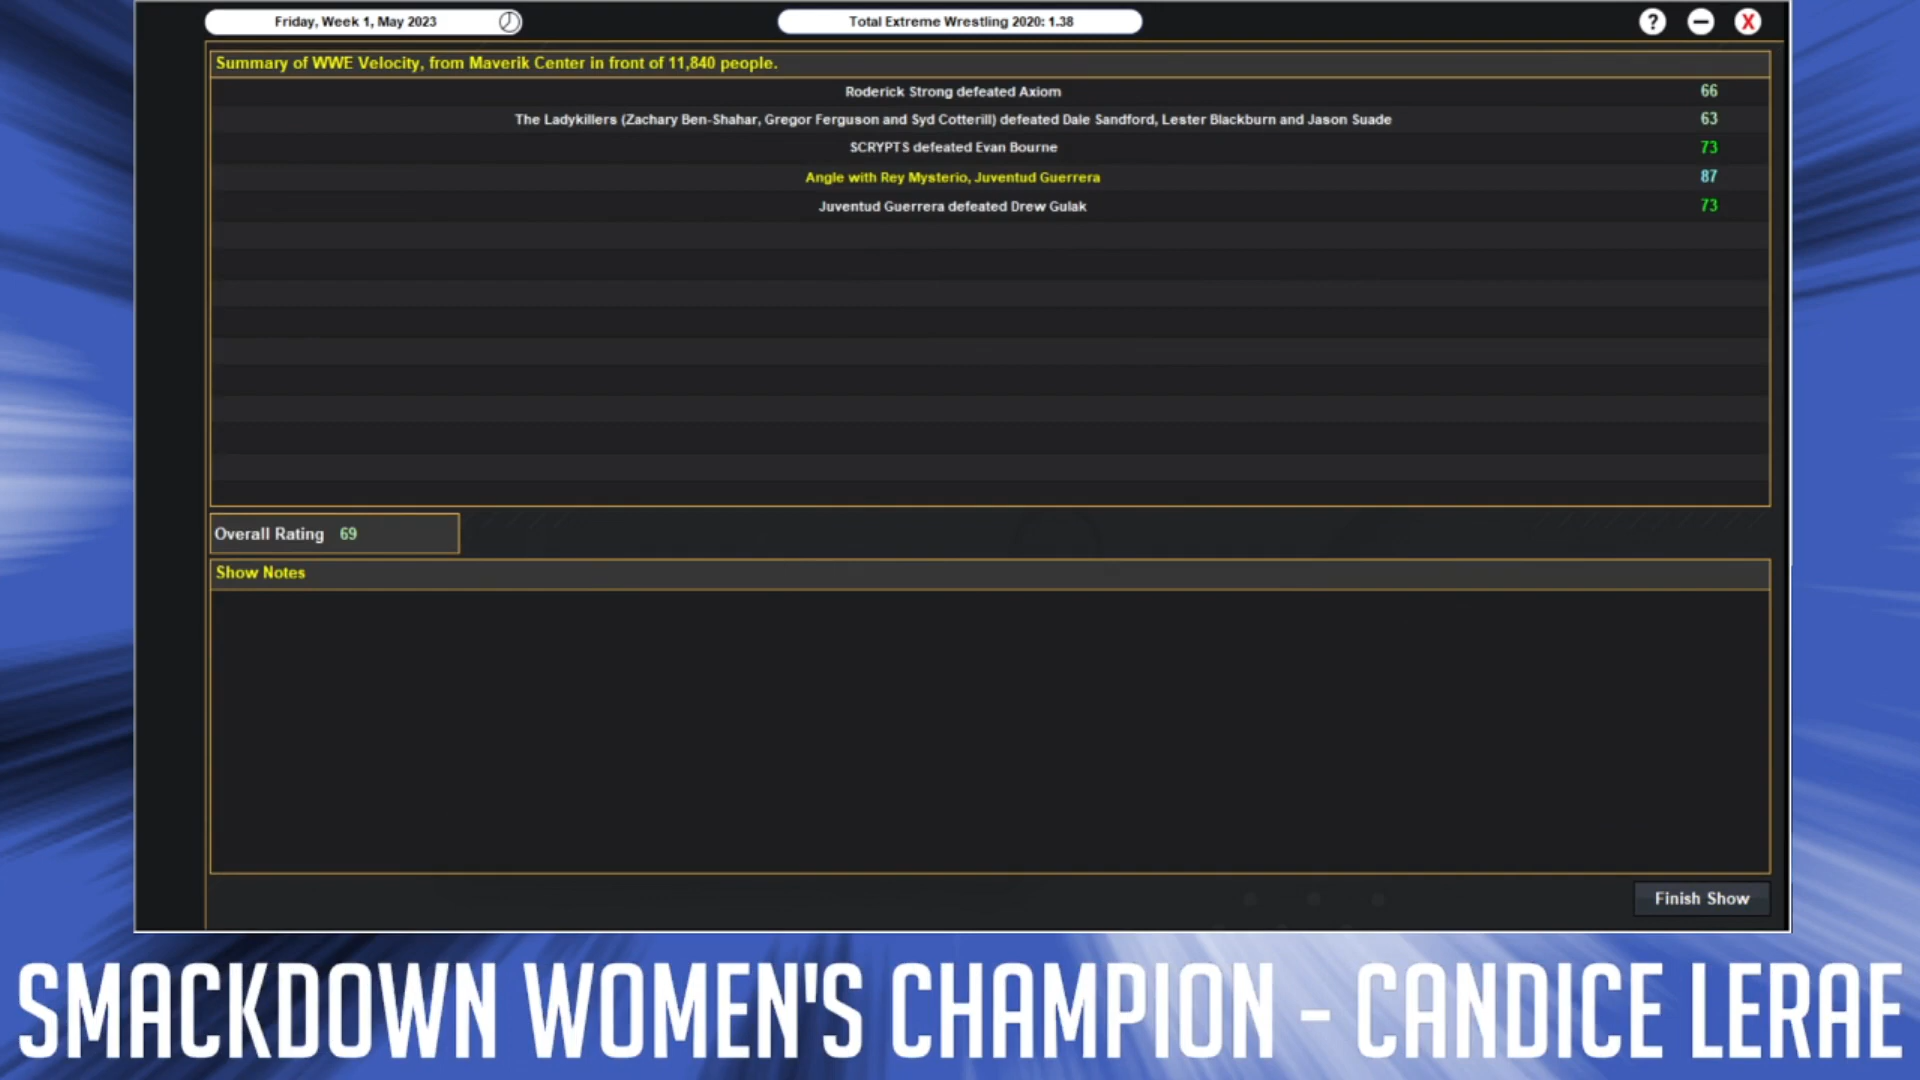 Friday, Week 1, May 2023
Total Extreme Wrestling 2020: 1.38
?
X
Summary of WWE Velocity, from Maverik Center in front of 11,840 people.
Roderick Strong defeated Axiom 66
The Ladykillers (Zachary Ben-Shahar, Gregor Ferguson and Syd Cotterill) defeated Dale Sandford, Lester Blackburn and Jason Suade 63
SCRYPTS defeated Evan Bourne 73
Angle with Rey Mysterio, Juventud Guerrera 87
Juventud Guerrera defeated Drew Gulak 73
Overall Rating 69
Show Notes
Finish Show
SMACKDOWN WOMEN'S CHAMPION - CANDICE LERAE